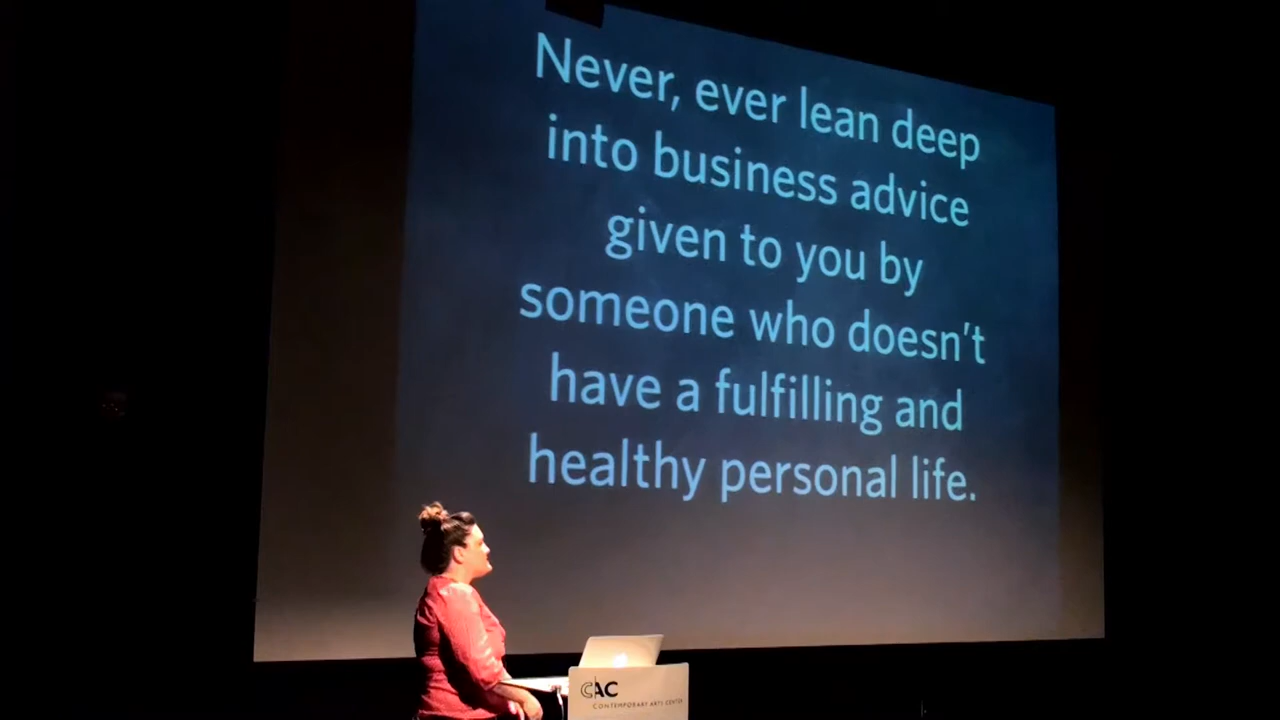 Never, ever lean deep
into business advice
given to you by
someone who doesn't
have a fulfilling and
healthy personal life.
CAC
CONTEMPORARY ARTS CENTER